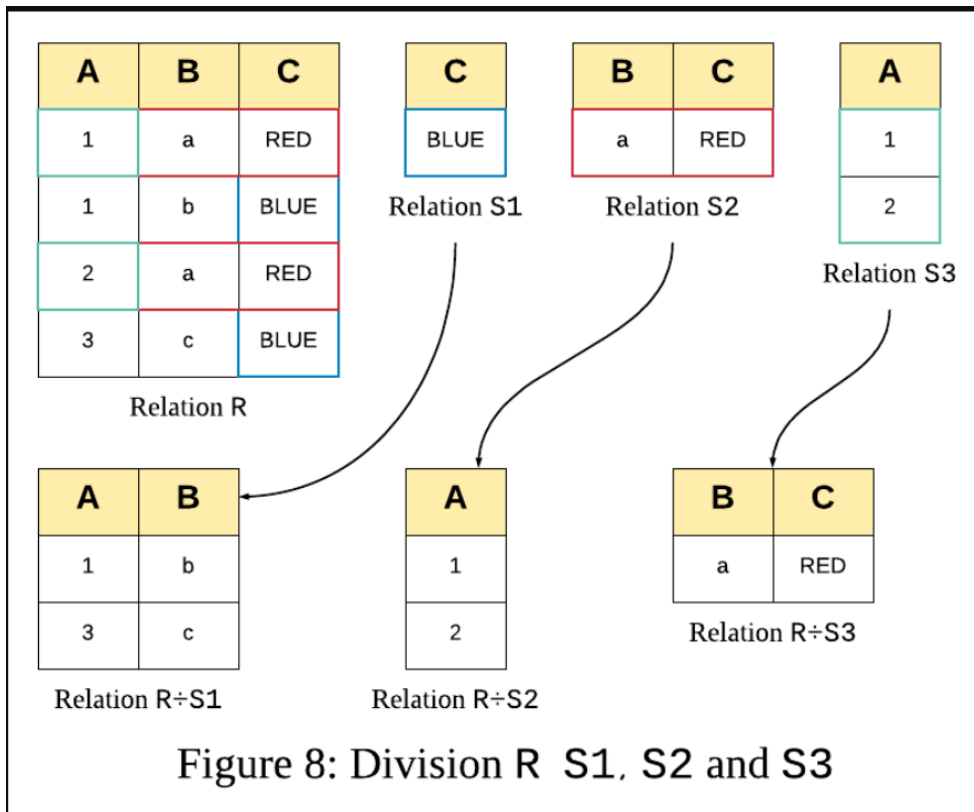 A B C
1 a RED
1 b BLUE
2 a RED
3 c BLUE
Relation R
C
BLUE
Relation S1
B C
a RED
Relation S2
A
1
2
Relation S3
A B
1 b
3 c
Relation R÷S1
A
1
2
Relation R÷S2
B C
a RED
Relation R÷S3
Figure 8: Division R S1, S2 and S3